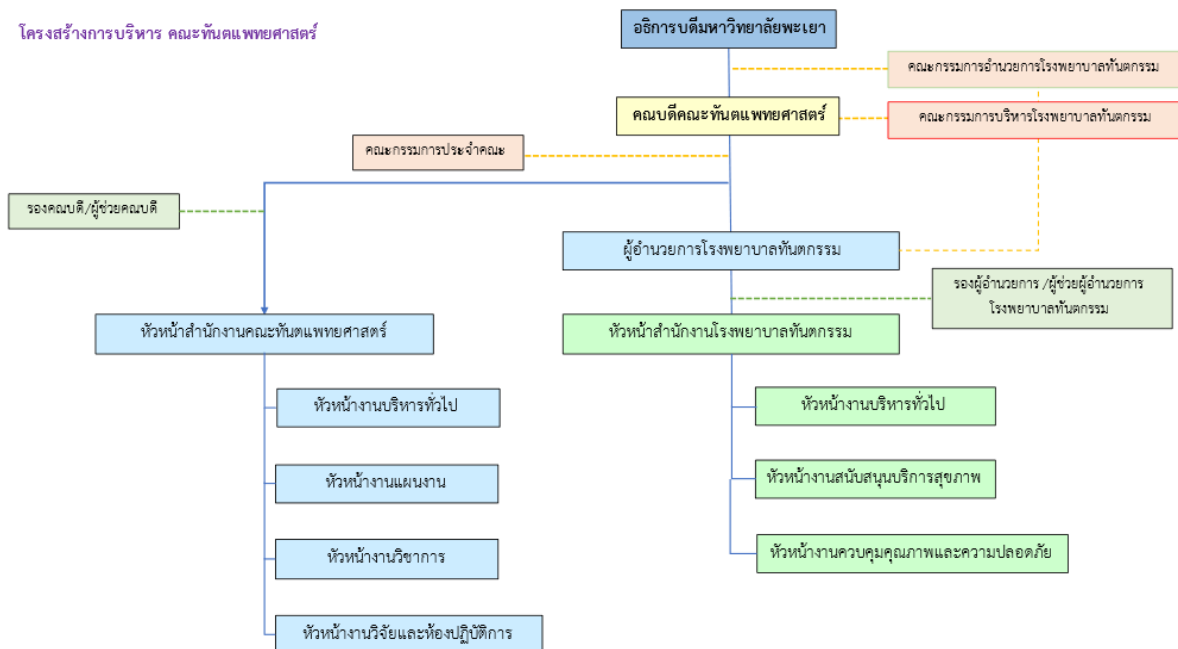 โครงสร้างการบริหาร คณะทันตแพทยศาสตร์
อธิการบดีมหาวิทยาลัยพะเยา
คณะกรรมการอำนวยการโรงพยาบาลทันตกรรม
คณบดีคณะทันตแพทยศาสตร์
คณะกรรมการบริหารโรงพยาบาลทันตกรรม
คณะกรรมการประจำคณะ
รองคณบดี/ผู้ช่วยคณบดี
ผู้อำนวยการโรงพยาบาลทันตกรรม
รองผู้อำนวยการ /ผู้ช่วยผู้อำนวยการ
โรงพยาบาลทันตกรรม
หัวหน้าสำนักงานคณะทันตแพทยศาสตร์
หัวหน้าสำนักงานโรงพยาบาลทันตกรรม
หัวหน้างานบริหารทั่วไป
หัวหน้างานบริหารทั่วไป
หัวหน้างานแผนงาน
หัวหน้างานสนับสนุนบริการสุขภาพ
หัวหน้างานวิชาการ
หัวหน้างานควบคุมคุณภาพและความปลอดภัย
หัวหน้างานวิจัยและห้องปฏิบัติการ